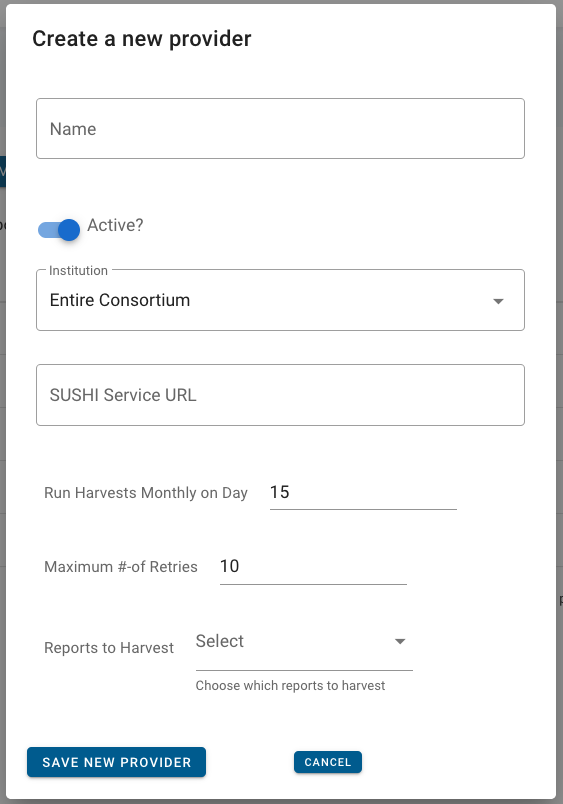 Create a new provider
Name
Active?
Institution
Entire Consortium
SUSHI Service URL
Run Harvests Monthly on Day 15
Maximum #-of Retries 10
Reports to Harvest Select
Choose which reports to harvest
SAVE NEW PROVIDER CANCEL